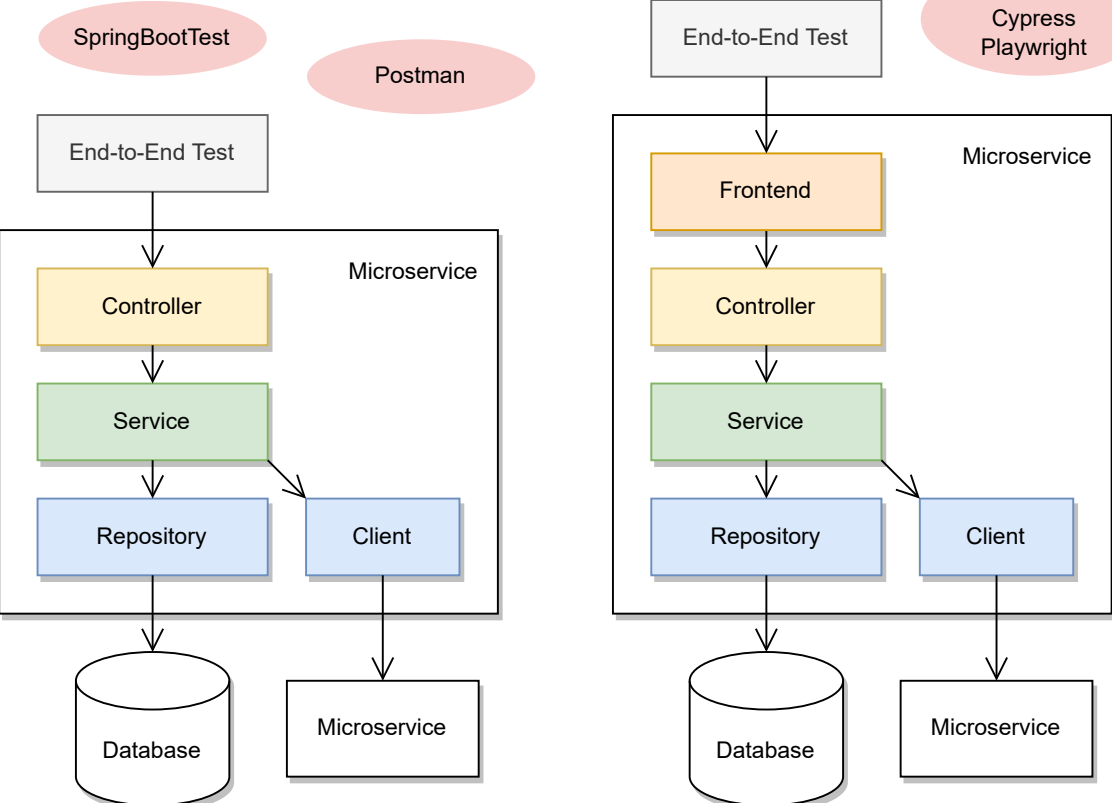 SpringBootTest
Postman
End-to-End Test
Microservice
Controller
Service
Repository
Client
Database
Microservice
Cypress
Playwright
End-to-End Test
Microservice
Frontend
Controller
Service
Repository
Client
Database
Microservice